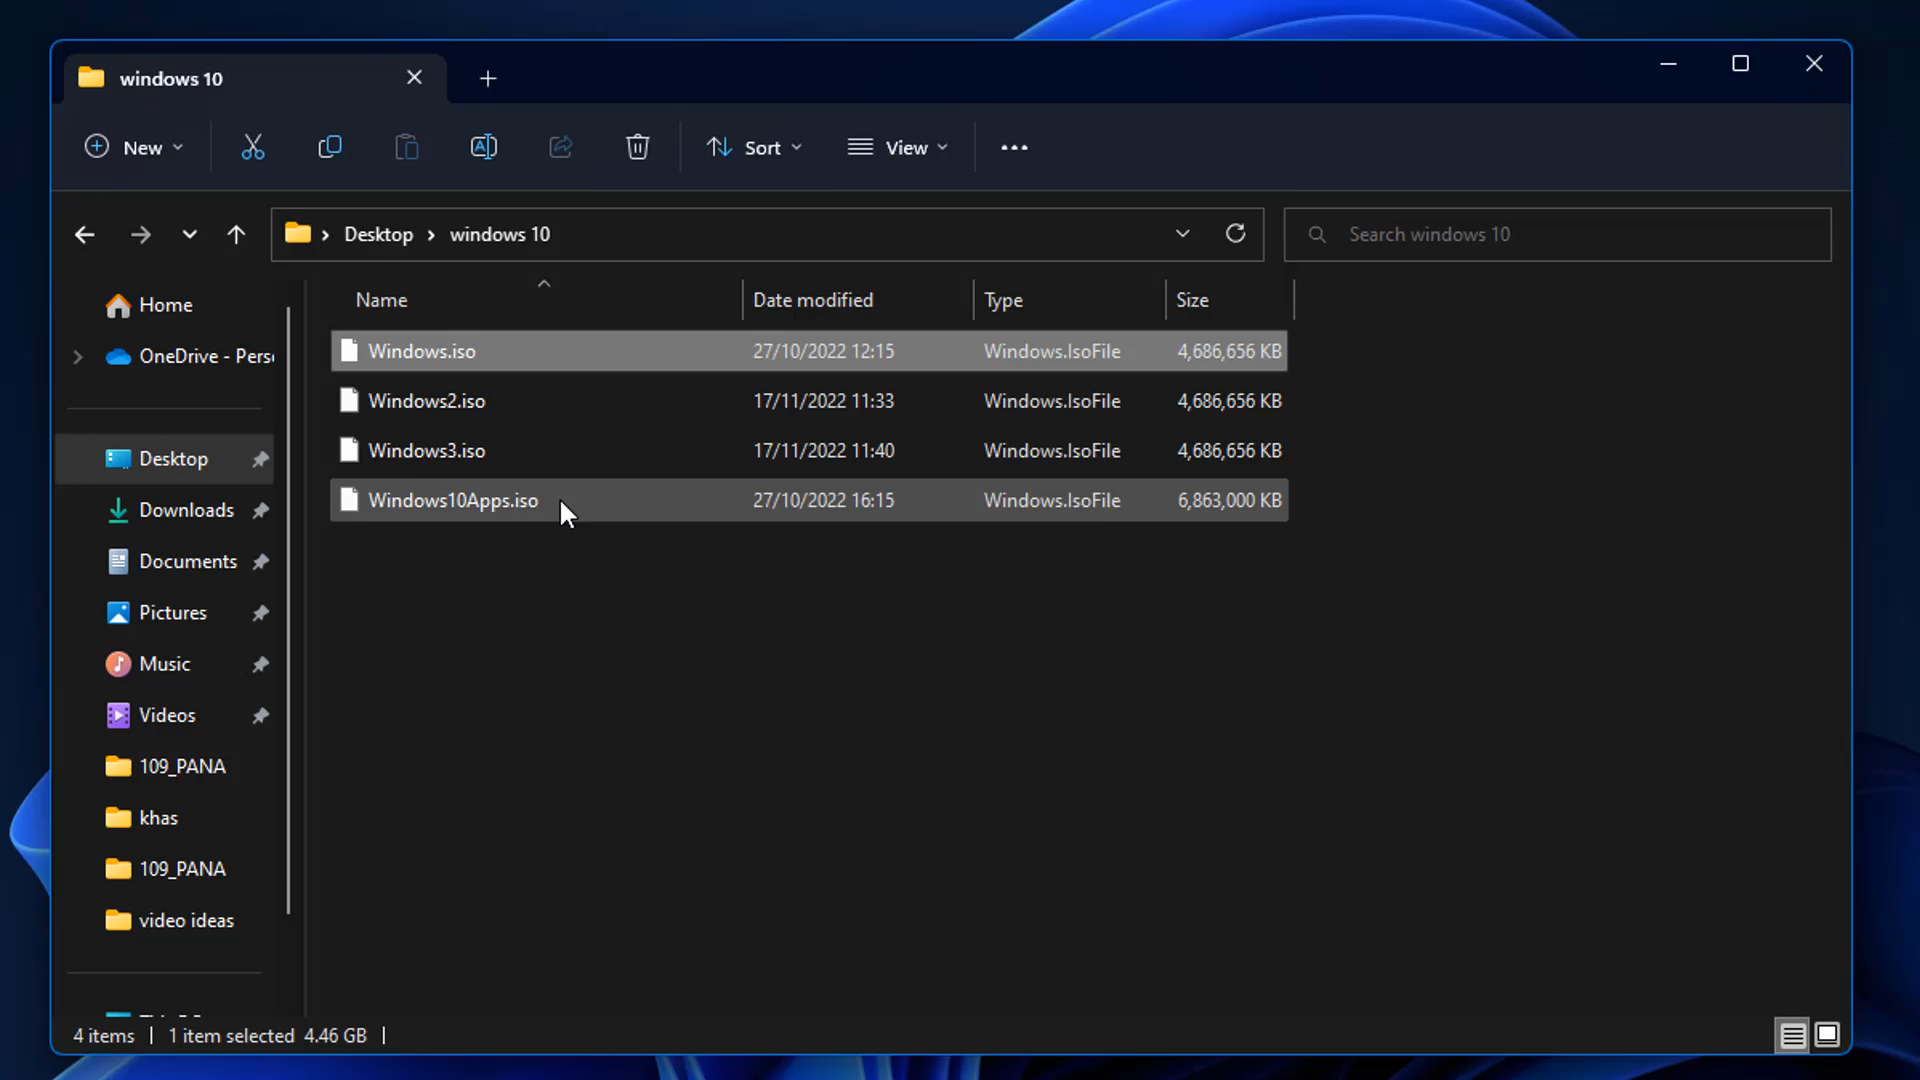 windows 10
New
Sort
View
Desktop
windows 10
Search windows 10
Home
OneDrive - Pers
Desktop
Downloads
Documents
Pictures
Music
Videos
109_PANA
khas
109_PANA
video ideas
Name Date modified Type Size
Windows.iso 27/10/2022 12:15 Windows.IsoFile 4,686,656 KB
Windows2.iso 17/11/2022 11:33 Windows.IsoFile 4,686,656 KB
Windows3.iso 17/11/2022 11:40 Windows.IsoFile 4,686,656 KB
Windows10Apps.iso 27/10/2022 16:15 Windows.IsoFile 6,863,000 KB
4 items 1 item selected 4.46 GB